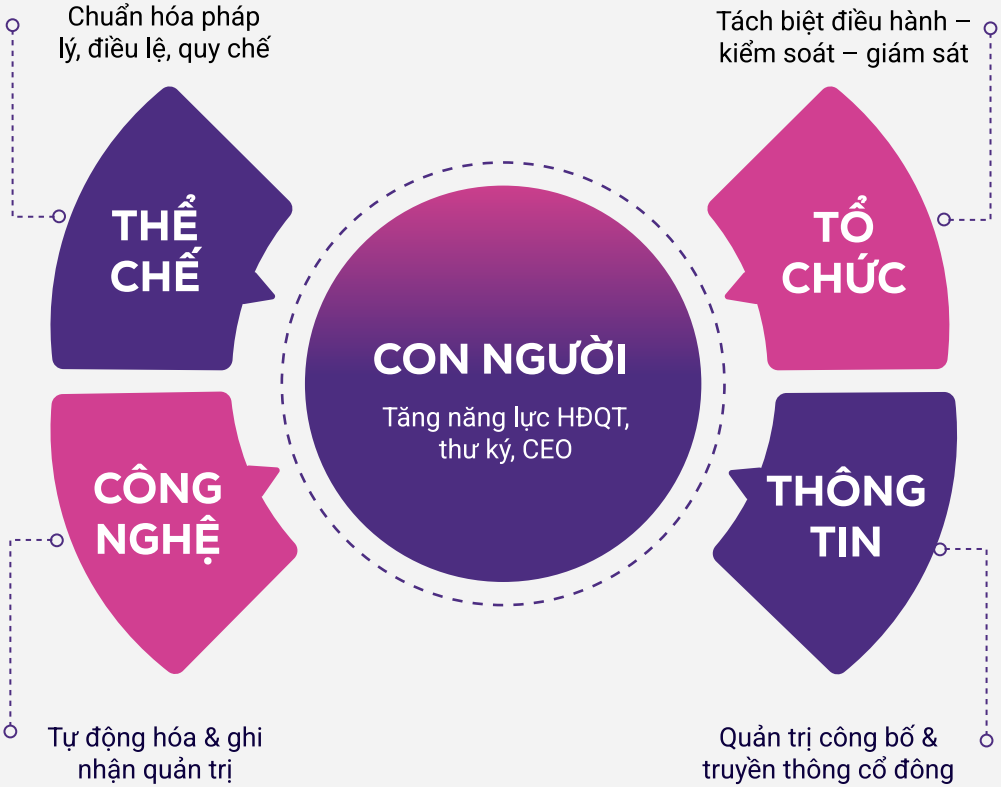 Chuẩn hóa pháp
lý, điều lệ, quy chế
Tách biệt điều hành –
kiểm soát – giám sát
THỂ
CHẾ
TỔ
CHỨC
CON NGƯỜI
Tăng năng lực HĐQT,
thư ký, CEO
CÔNG
NGHỆ
THÔNG
TIN
Tự động hóa & ghi
nhận quản trị
Quản trị công bố &
truyền thông cổ đông